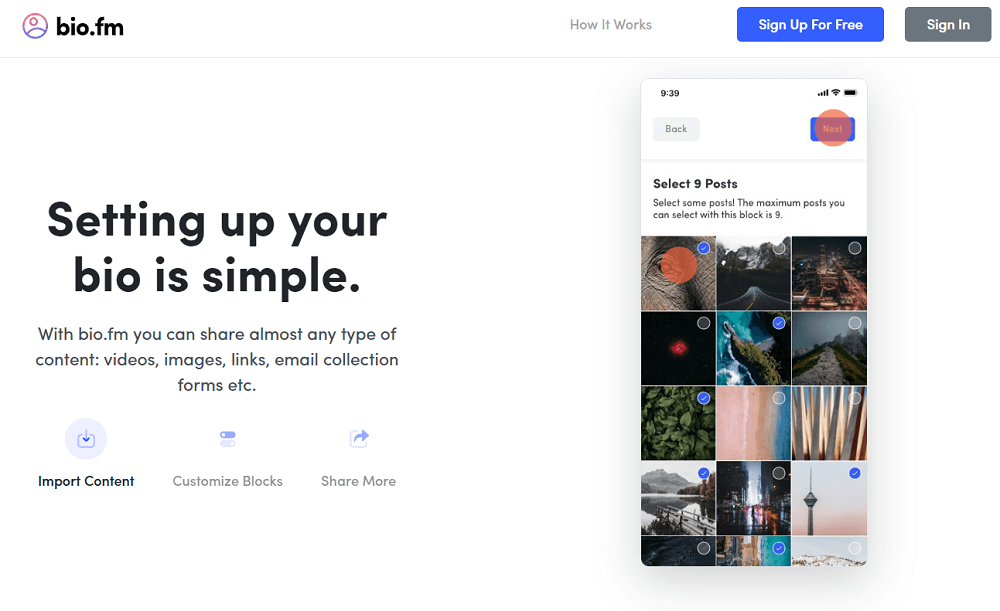 bio.fm
How It Works
Sign Up For Free
Sign In
Setting up your
bio is simple.
With bio.fm you can share almost any type of
content: videos, images, links, email collection
forms etc.
Import Content
Customize Blocks
Share More
9:39
Back
Next
Select 9 Posts
Select some posts! The maximum posts you
can select with this block is 9.